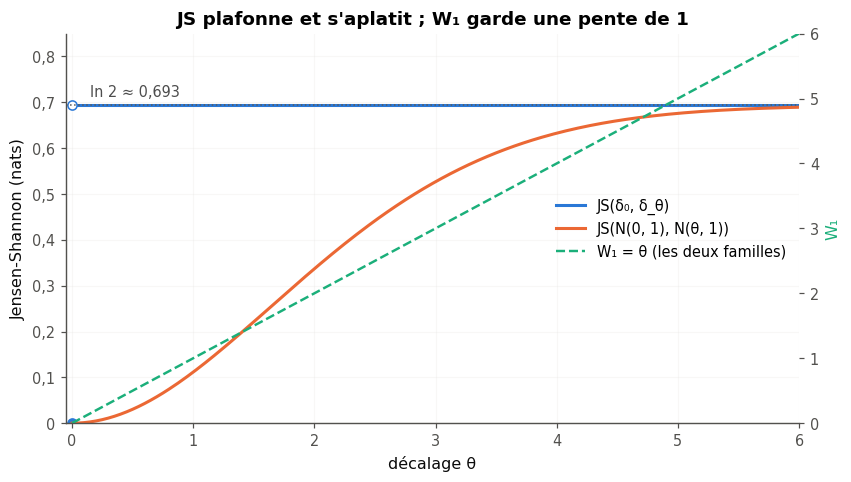 JS plafonne et s'aplatit ; W₁ garde une pente de 1
Jensen-Shannon (nats)
0,8
0,7
0,6
0,5
0,4
0,3
0,2
0,1
0
ln 2 ≈ 0,693
JS(δ₀, δ_θ)
JS(N(0, 1), N(θ, 1))
W₁ = θ (les deux familles)
6
5
4
3
2
1
0
W₁
0 1 2 3 4 5 6
décalage θ